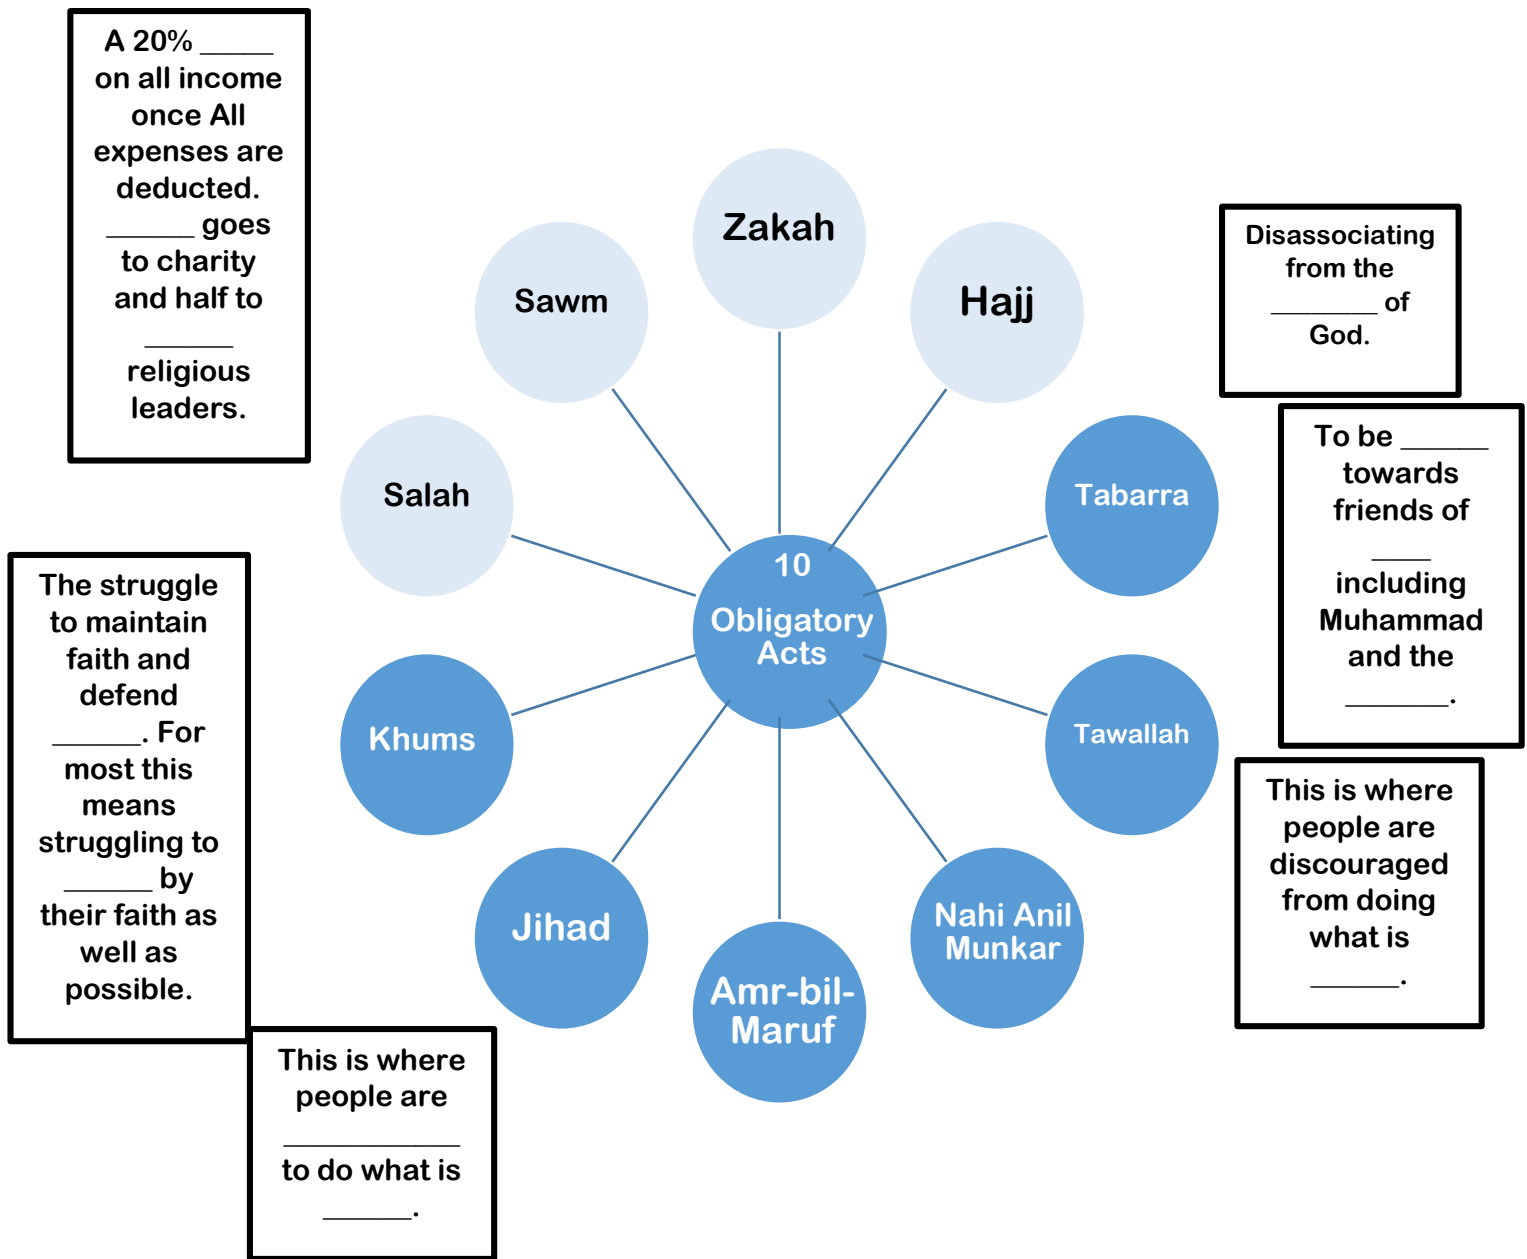 A 20% _____
on all income
once All
expenses are
deducted.
______ goes
to charity
and half to
______
religious
leaders.
Zakah
Sawm
Hajj
Salah
Disassociating
from the
________ of
God.
Tabarra
To be ______
towards
friends of
____
including
Muhammad
and the
_______.
10
Obligatory
Acts
The struggle
to maintain
faith and
defend
______. For
most this
means
struggling to
______ by
their faith as
well as
possible.
Khums
Tawallah
This is where
people are
discouraged
from doing
what is
______.
Jihad
Nahi Anil
Munkar
Amr-bil-
Maruf
This is where
people are
____________
to do what is
______.